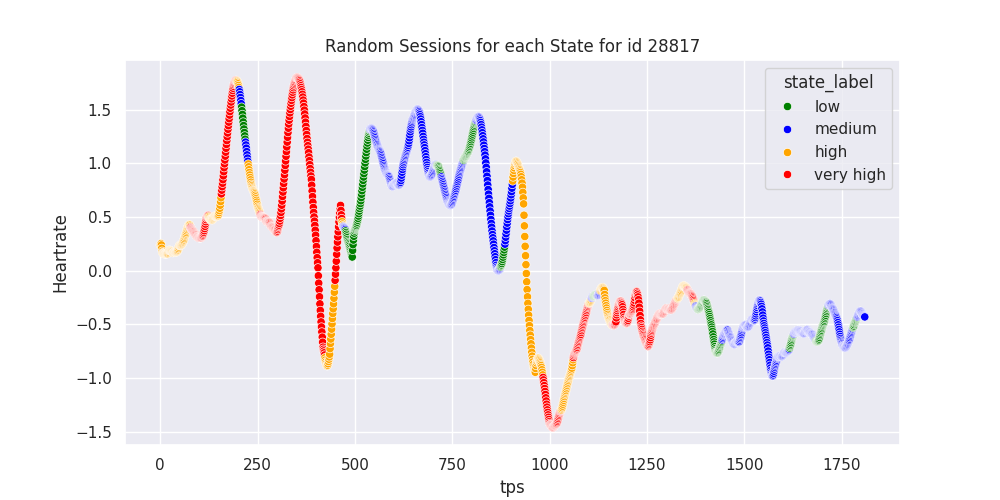 Random Sessions for each State for id 28817
state_label
low
medium
high
very high
Heartrate
1.5
1.0
0.5
0.0
−0.5
−1.0
−1.5
0 250 500 750 1000 1250 1500 1750
tps